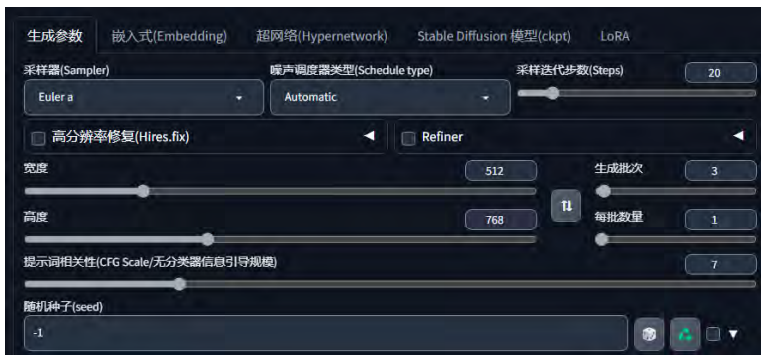 生成参数 嵌入式(Embedding) 超网络(Hypernetwork) Stable Diffusion 模型(ckpt) LoRA
采样器(Sampler) 噪声调度器类型(Schedule type) 采样迭代步数(Steps) 20
Euler a Automatic
高分辨率修复(Hires.fix) Refiner
宽度 512 生成批次 3
高度 768 每批数量 1
提示词相关性(CFG Scale/无分类器信息引导规模) 7
随机种子(seed)
-1